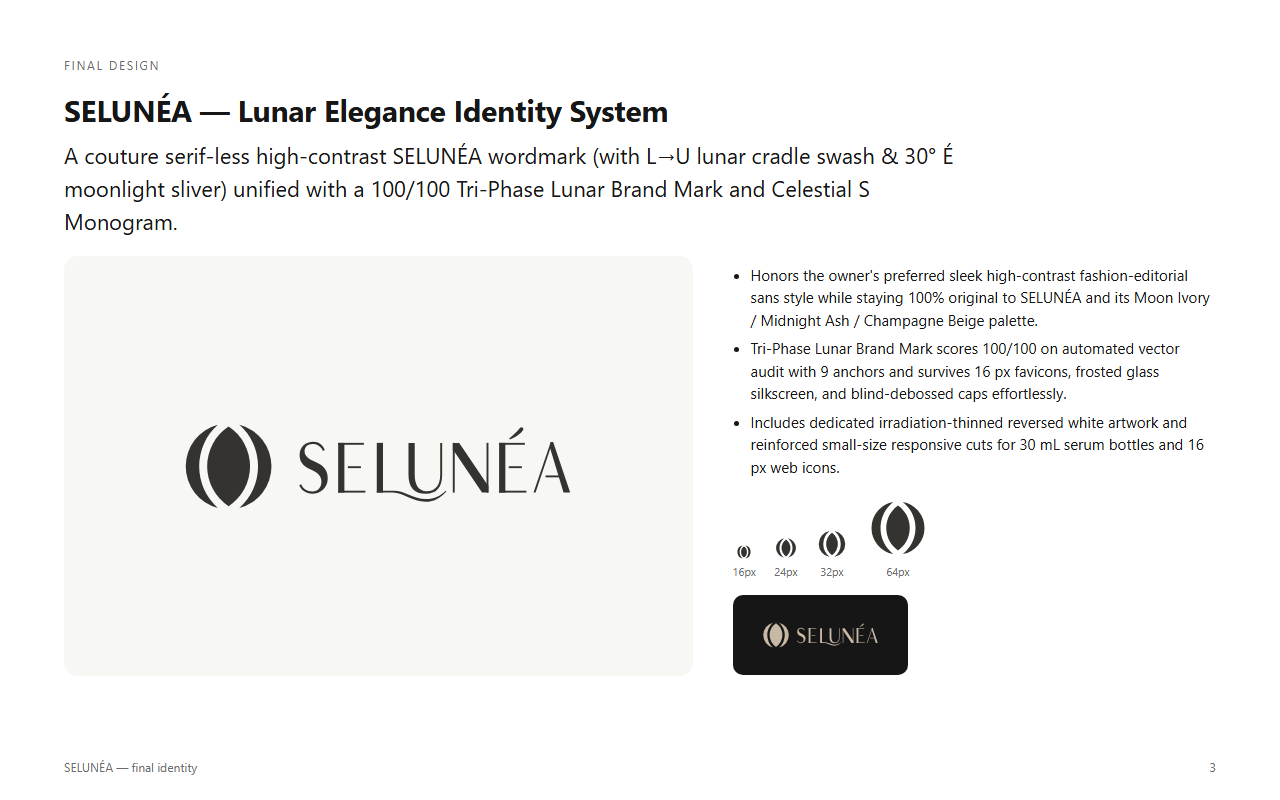 FINAL DESIGN
SELUNÉA — Lunar Elegance Identity System
A couture serif-less high-contrast SELUNÉA wordmark (with L→U lunar cradle swash & 30° É
moonlight sliver) unified with a 100/100 Tri-Phase Lunar Brand Mark and Celestial S
Monogram.
SELUNÉA
• Honors the owner's preferred sleek high-contrast fashion-editorial
sans style while staying 100% original to SELUNÉA and its Moon Ivory
/ Midnight Ash / Champagne Beige palette.
• Tri-Phase Lunar Brand Mark scores 100/100 on automated vector
audit with 9 anchors and survives 16 px favicons, frosted glass
silkscreen, and blind-debossed caps effortlessly.
• Includes dedicated irradiation-thinned reversed white artwork and
reinforced small-size responsive cuts for 30 mL serum bottles and 16
px web icons.
16px 24px 32px 64px
SELUNÉA
SELUNÉA — final identity
3